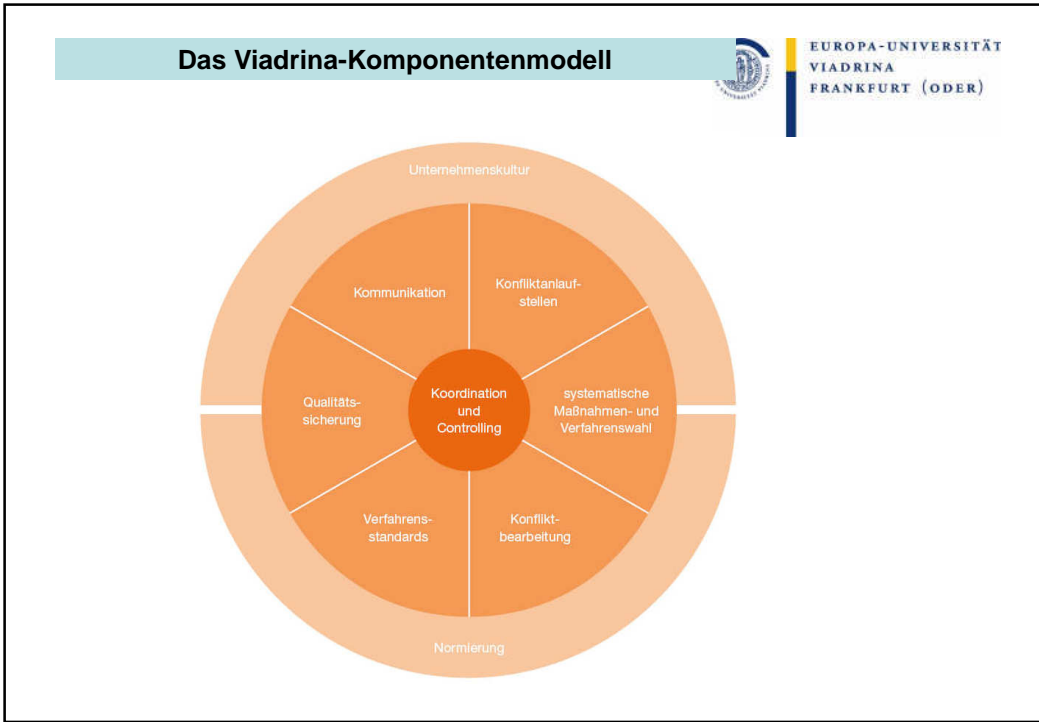 Das Viadrina-Komponentenmodell
EUROPA-UNIVERSITÄT
VIADRINA
FRANKFURT (ODER)
Unternehmenskultur
Kommunikation
Konfliktanlauf-
stellen
Qualitäts-
sicherung
Koordination
und
Controlling
systematische
Maßnahmen- und
Verfahrenswahl
Verfahrens-
standards
Konflikt-
bearbeitung
Normierung